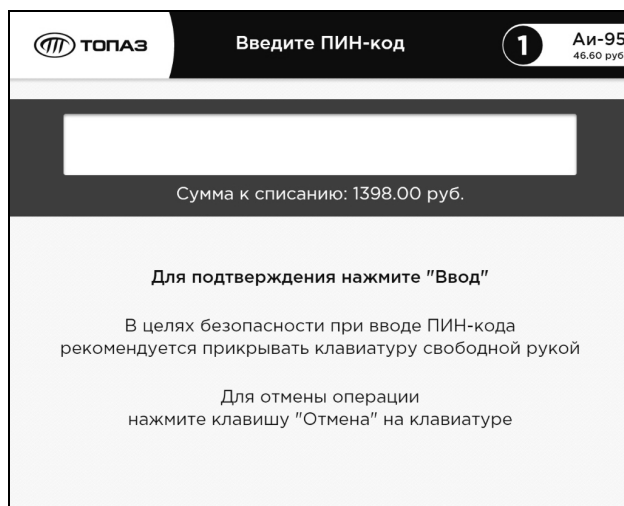 ТОПАЗ
Введите ПИН-код
1
Аи-95
46.60 руб
Сумма к списанию: 1398.00 руб.
Для подтверждения нажмите "Ввод"
В целях безопасности при вводе ПИН-кода
рекомендуется прикрывать клавиатуру свободной рукой
Для отмены операции
нажмите клавишу "Отмена" на клавиатуре